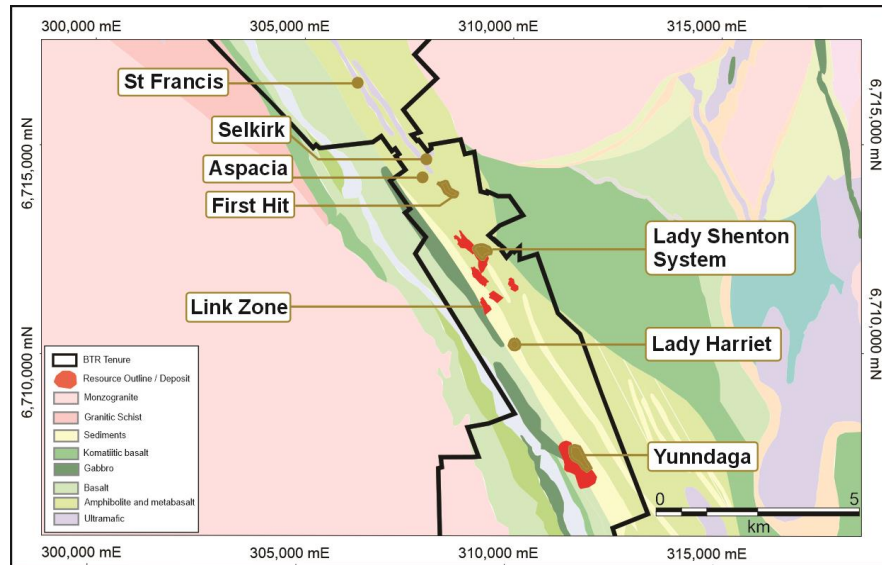 300,000 mE
305,000 mE
310,000 mE
315,000 mE
6,715,000 mN
6,715,000 mN
6,710,000 mN
6,710,000 mN
St Francis
Selkirk
Aspacia
First Hit
Link Zone
Lady Shenton
System
Lady Harriet
Yunndaga
BTR Tenure
Resource Outline / Deposit
Monzogranite
Granitic Schist
Sediments
Komatiitic basalt
Gabbro
Basalt
Amphibolite and metabasalt
Ultramafic
0 5
km
300,000 mE
305,000 mE
310,000 mE
315,000 mE